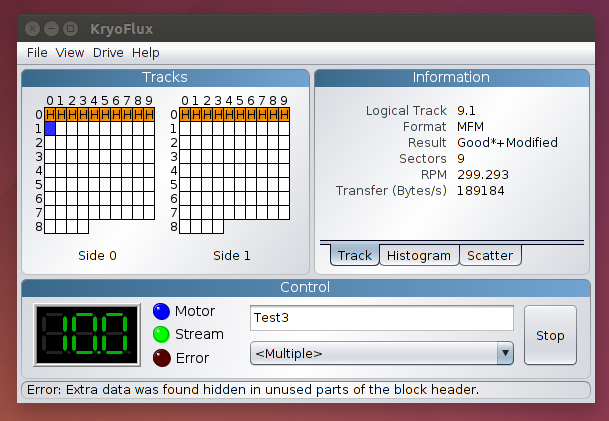 KryoFlux
File View Drive Help
Tracks
0 1 2 3 4 5 6 7 8 9
0 H H H H H H H H H H
1
2
3
4
5
6
7
8
Side 0
0 1 2 3 4 5 6 7 8 9
0 H H H H H H H H H H
1
2
3
4
5
6
7
8
Side 1
Information
Logical Track 9.1
Format MFM
Result Good*+Modified
Sectors 9
RPM 299.293
Transfer (Bytes/s) 189184
Track Histogram Scatter
Control
10.0
Motor
Stream
Error
Test3
<Multiple>
Stop
Error: Extra data was found hidden in unused parts of the block header.